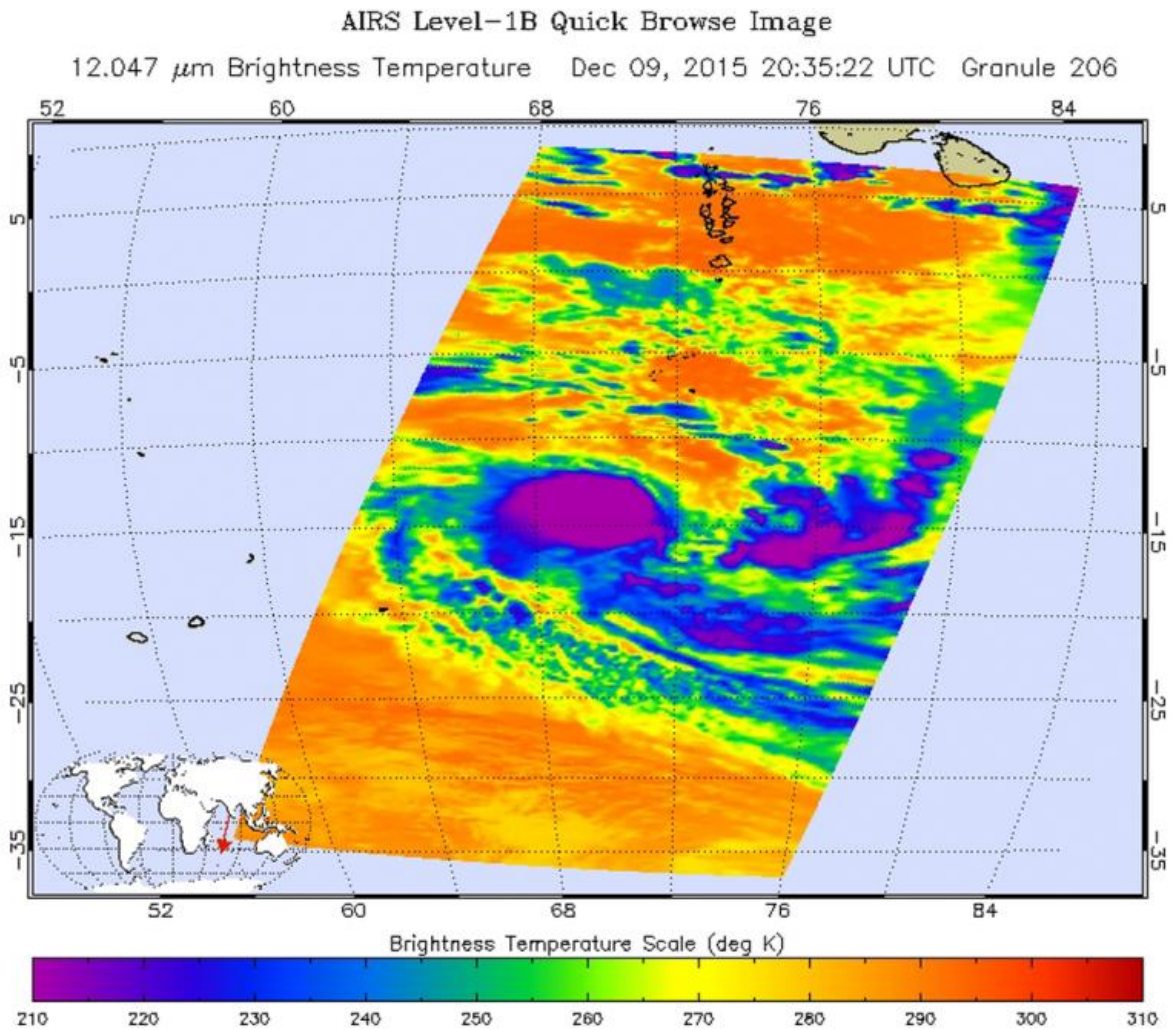 AIRS Level-1B Quick Browse Image
12.047 μm Brightness Temperature Dec 09, 2015 20:35:22 UTC Granule 206
52 60 68 76 84
5 5
-5 -5
-15 -15
-25 -25
-35 -35
52 60 68 76 84
Brightness Temperature Scale (deg K)
210 220 230 240 250 260 270 280 290 300 310